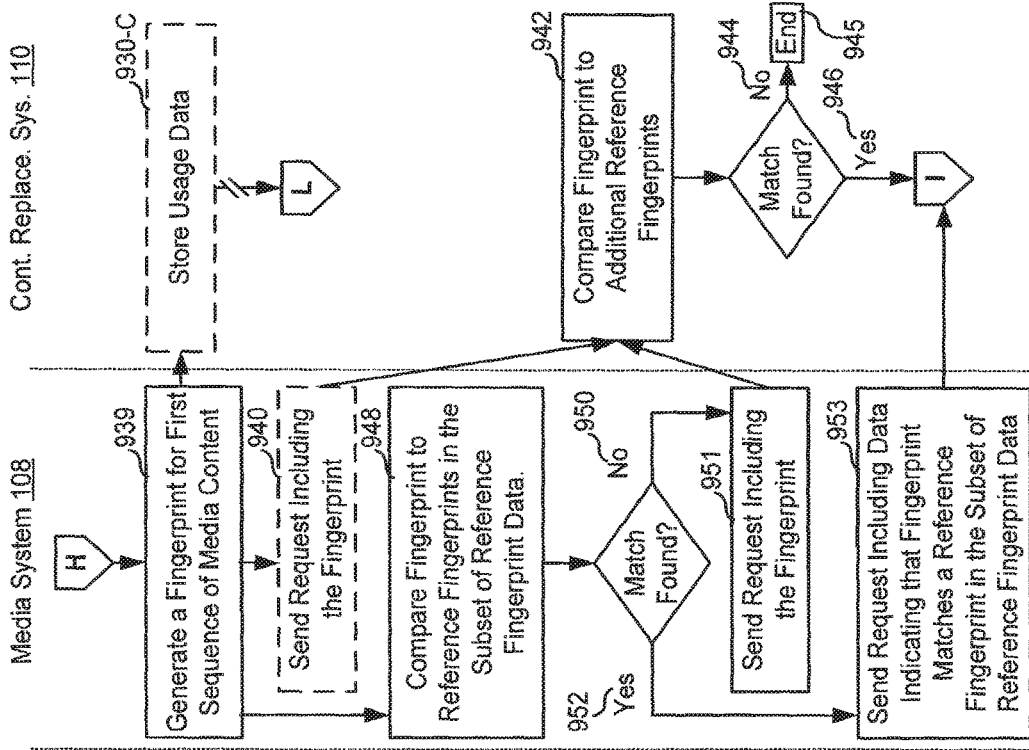 Media System 108
H
939
Generate a Fingerprint for First
Sequence of Media Content
940
Send Request Including
the Fingerprint
948
Compare Fingerprint to
Reference Fingerprints in the
Subset of Reference
Fingerprint Data.
Match
Found?
No
950
952
Yes
951
Send Request Including
the Fingerprint
953
Send Request Including Data
Indicating that Fingerprint
Matches a Reference
Fingerprint in the Subset of
Reference Fingerprint Data
Cont. Replace. Sys. 110
930-C
Store Usage Data
L
942
Compare Fingerprint to
Additional Reference
Fingerprints
Match
Found?
944
No
End
945
946
Yes
I